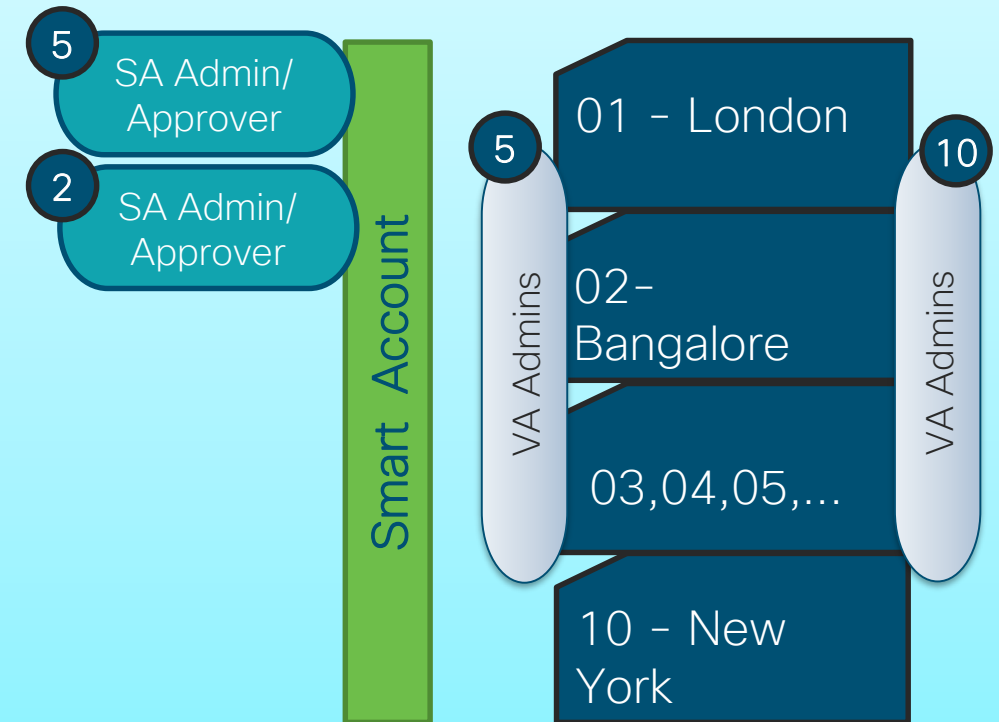 5
SA Admin/
Approver
2
SA Admin/
Approver
Smart Account
5
VA Admins
01 - London
02-
Bangalore
03,04,05,...
10 - New
York
10
VA Admins